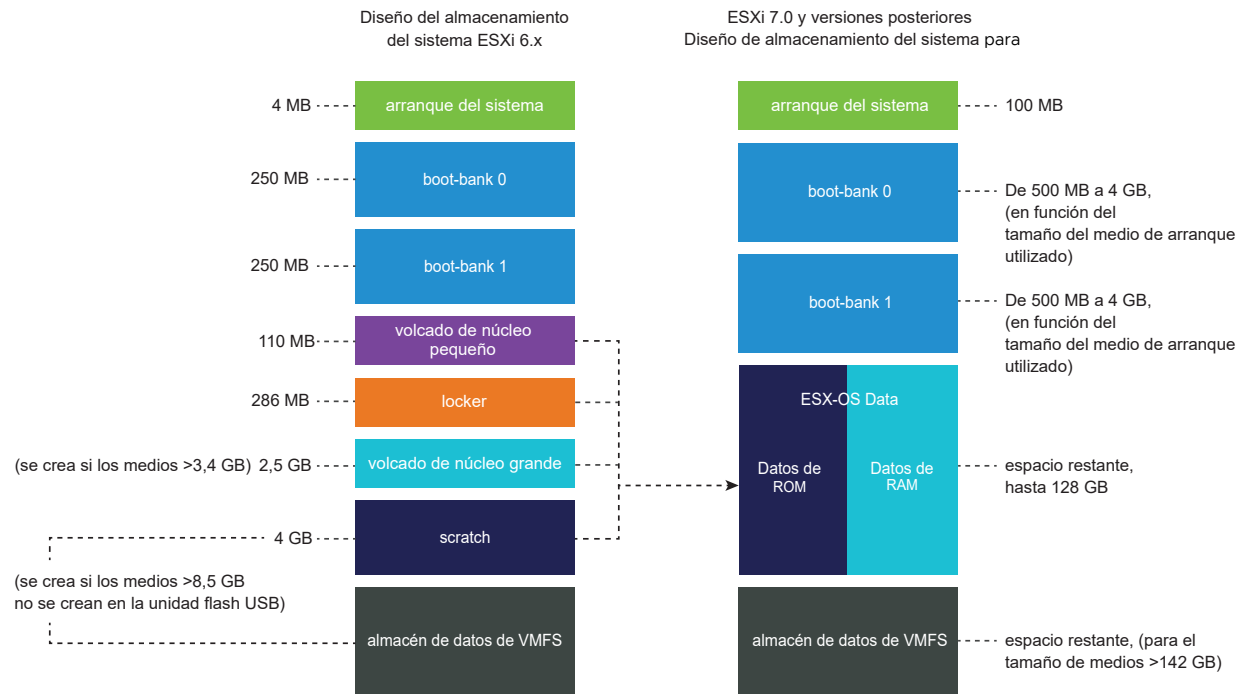 Diseño del almacenamiento
del sistema ESXi 6.x
4 MB
arranque del sistema
250 MB
boot-bank 0
250 MB
boot-bank 1
110 MB
volcado de núcleo
pequeño
286 MB
locker
(se crea si los medios >3,4 GB) 2,5 GB
volcado de núcleo grande
4 GB
scratch
(se crea si los medios >8,5 GB
no se crean en la unidad flash USB)
almacén de datos de VMFS
ESXi 7.0 y versiones posteriores
Diseño de almacenamiento del sistema para
arranque del sistema
100 MB
boot-bank 0
De 500 MB a 4 GB,
(en función del
tamaño del medio de arranque
utilizado)
boot-bank 1
De 500 MB a 4 GB,
(en función del
tamaño del medio de arranque
utilizado)
ESX-OS Data
Datos de
ROM
Datos de
RAM
espacio restante,
hasta 128 GB
almacén de datos de VMFS
espacio restante, (para el
tamaño de medios >142 GB)